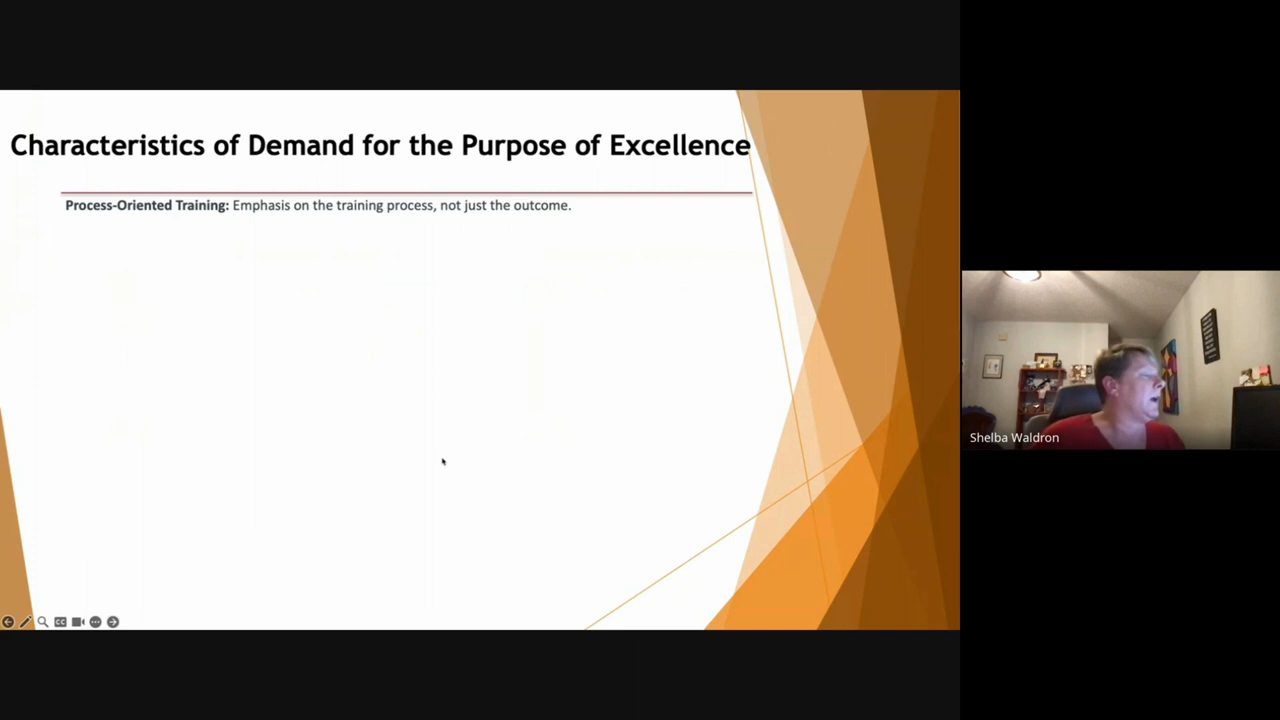 Characteristics of Demand for the Purpose of Excellence
Process-Oriented Training: Emphasis on the training process, not just the outcome.
Shelba Waldron